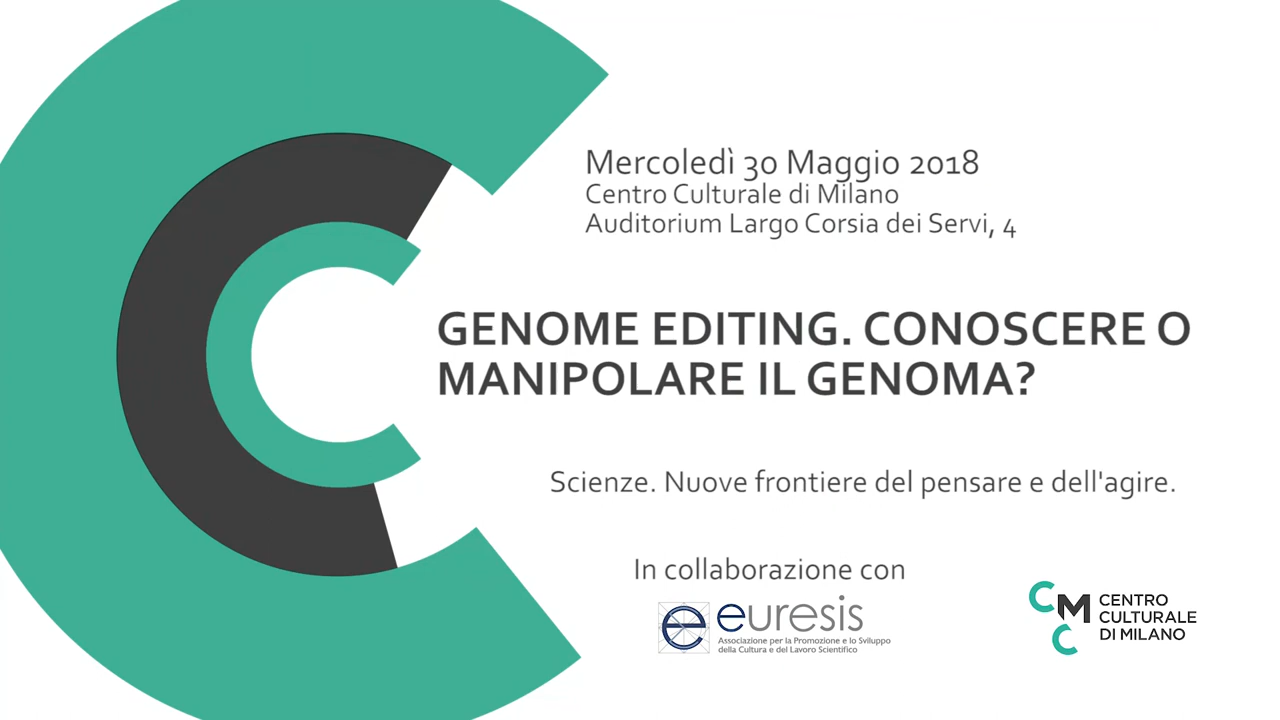 Mercoledì 30 Maggio 2018
Centro Culturale di Milano
Auditorium Largo Corsia dei Servi, 4
GENOME EDITING. CONOSCERE O
MANIPOLARE IL GENOMA?
Scienze. Nuove frontiere del pensare e dell'agire.
In collaborazione con
e euresis
Associazione per la Promozione e lo Sviluppo
della Cultura e del Lavoro Scientifico
CMC
CENTRO
CULTURALE
DI MILANO